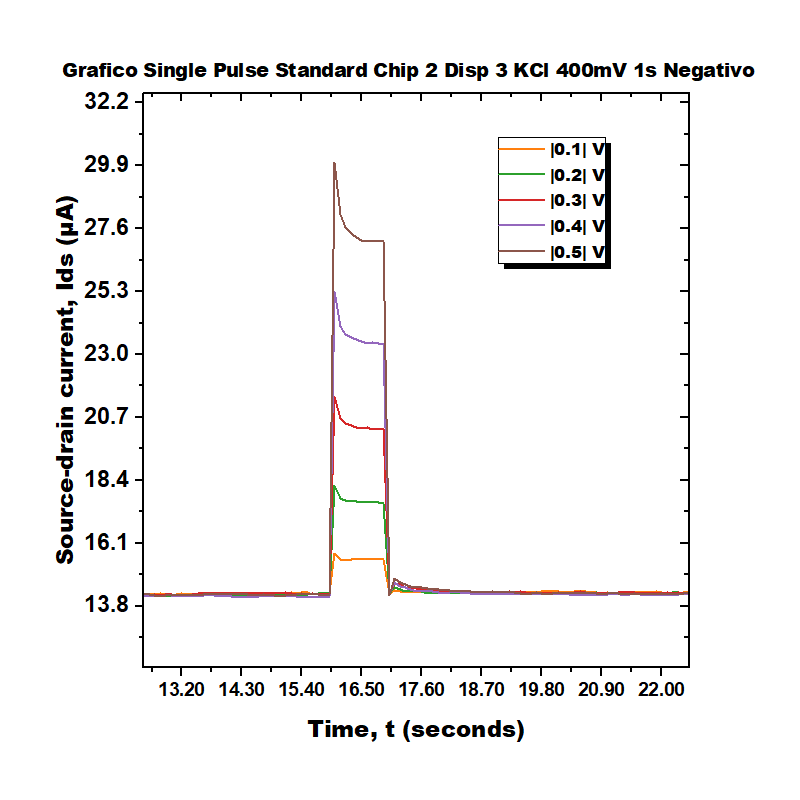 Grafico Single Pulse Standard Chip 2 Disp 3 KCl 400mV 1s Negativo
32.2
29.9
27.6
25.3
23.0
20.7
18.4
16.1
13.8
Source-drain current, Ids (µA)
|0.1| V
|0.2| V
|0.3| V
|0.4| V
|0.5| V
13.20 14.30 15.40 16.50 17.60 18.70 19.80 20.90 22.00
Time, t (seconds)